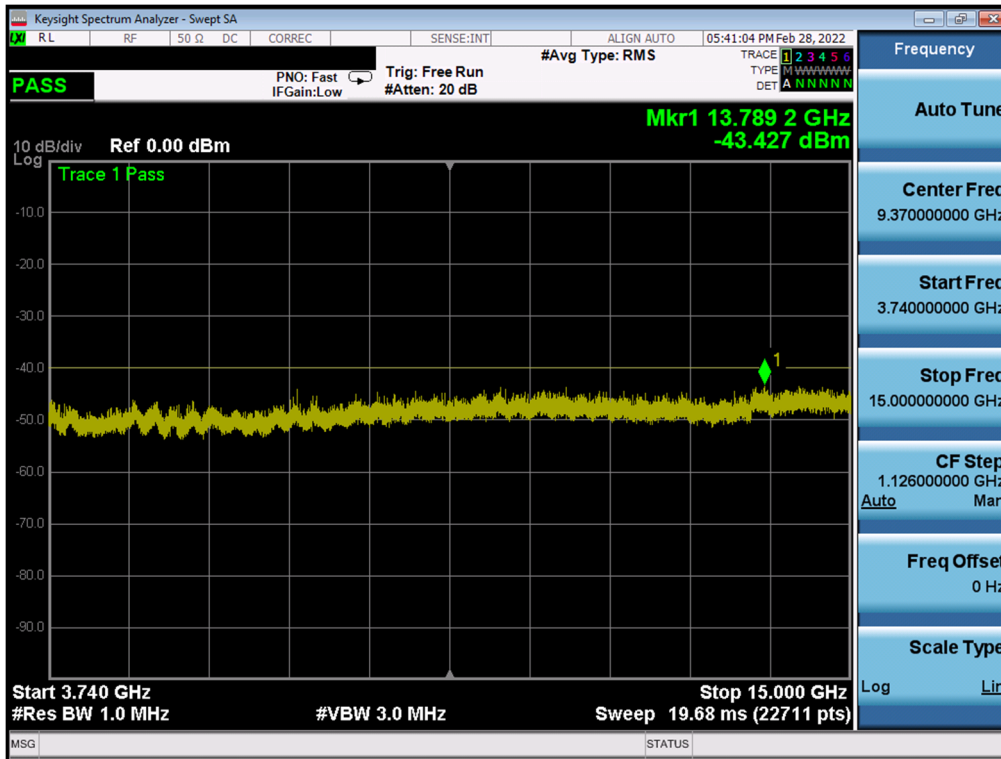 Keysight Spectrum Analyzer - Swept SA
LXI RL RF 50 Ω DC CORREC SENSE:INT ALIGN AUTO 05:41:04 PM Feb 28, 2022
PASS
PNO: Fast
IFGain:Low
Trig: Free Run
#Atten: 20 dB
#Avg Type: RMS
TRACE 1 2 3 4 5 6
TYPE M WWWWW
DET A N N N N N
Mkr1 13.789 2 GHz
-43.427 dBm
10 dB/div
Log
Ref 0.00 dBm
Trace 1 Pass
-10.0
-20.0
-30.0
-40.0
-50.0
-60.0
-70.0
-80.0
-90.0
1
Start 3.740 GHz
#Res BW 1.0 MHz
#VBW 3.0 MHz
Stop 15.000 GHz
Sweep 19.68 ms (22711 pts)
MSG
STATUS
Frequency
Auto Tune
Center Freq
9.370000000 GHz
Start Freq
3.740000000 GHz
Stop Freq
15.000000000 GHz
CF Step
1.126000000 GHz
Auto Man
Freq Offset
0 Hz
Scale Type
Log Lin